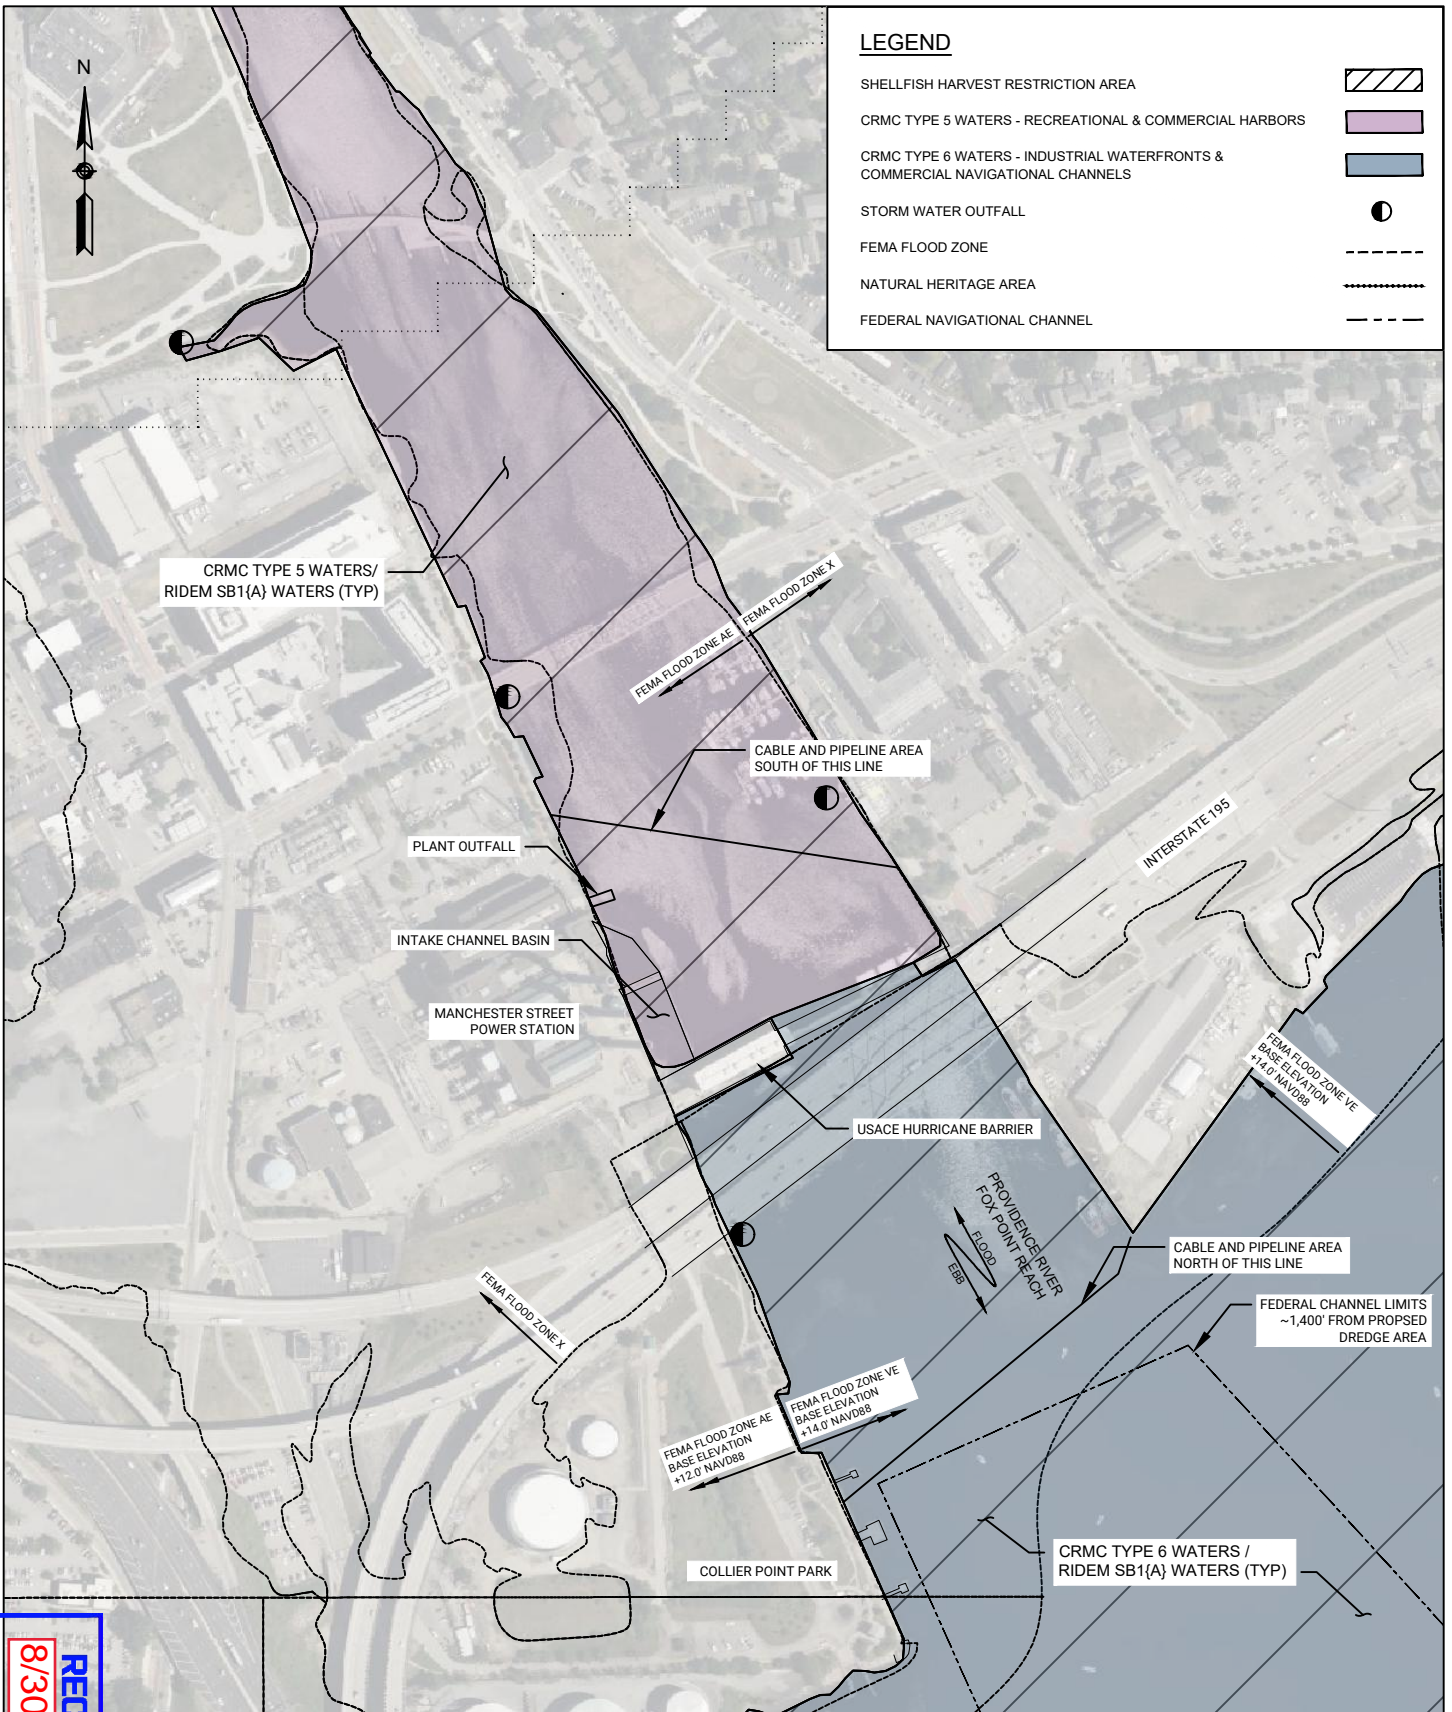 LEGEND
SHELLFISH HARVEST RESTRICTION AREA
CRMC TYPE 5 WATERS - RECREATIONAL & COMMERCIAL HARBORS
CRMC TYPE 6 WATERS - INDUSTRIAL WATERFRONTS &
COMMERCIAL NAVIGATIONAL CHANNELS
STORM WATER OUTFALL
FEMA FLOOD ZONE
NATURAL HERITAGE AREA
FEDERAL NAVIGATIONAL CHANNEL
N
CRMC TYPE 5 WATERS/
RIDEM SB1{A} WATERS (TYP)
FEMA FLOOD ZONE AE
FEMA FLOOD ZONE X
CABLE AND PIPELINE AREA
SOUTH OF THIS LINE
INTERSTATE 195
PLANT OUTFALL
INTAKE CHANNEL BASIN
MANCHESTER STREET
POWER STATION
FEMA FLOOD ZONE VE
BASE ELEVATION
+14.0' NAVD88
USACE HURRICANE BARRIER
PROVIDENCE RIVER
FOX POINT REACH
FLOOD
EBB
CABLE AND PIPELINE AREA
NORTH OF THIS LINE
FEMA FLOOD ZONE X
FEDERAL CHANNEL LIMITS
~1,400' FROM PROPSED
DREDGE AREA
FEMA FLOOD ZONE AE
BASE ELEVATION
+12.0' NAVD88
FEMA FLOOD ZONE VE
BASE ELEVATION
+14.0' NAVD88
COLLIER POINT PARK
CRMC TYPE 6 WATERS /
RIDEM SB1{A} WATERS (TYP)
REC
8/30